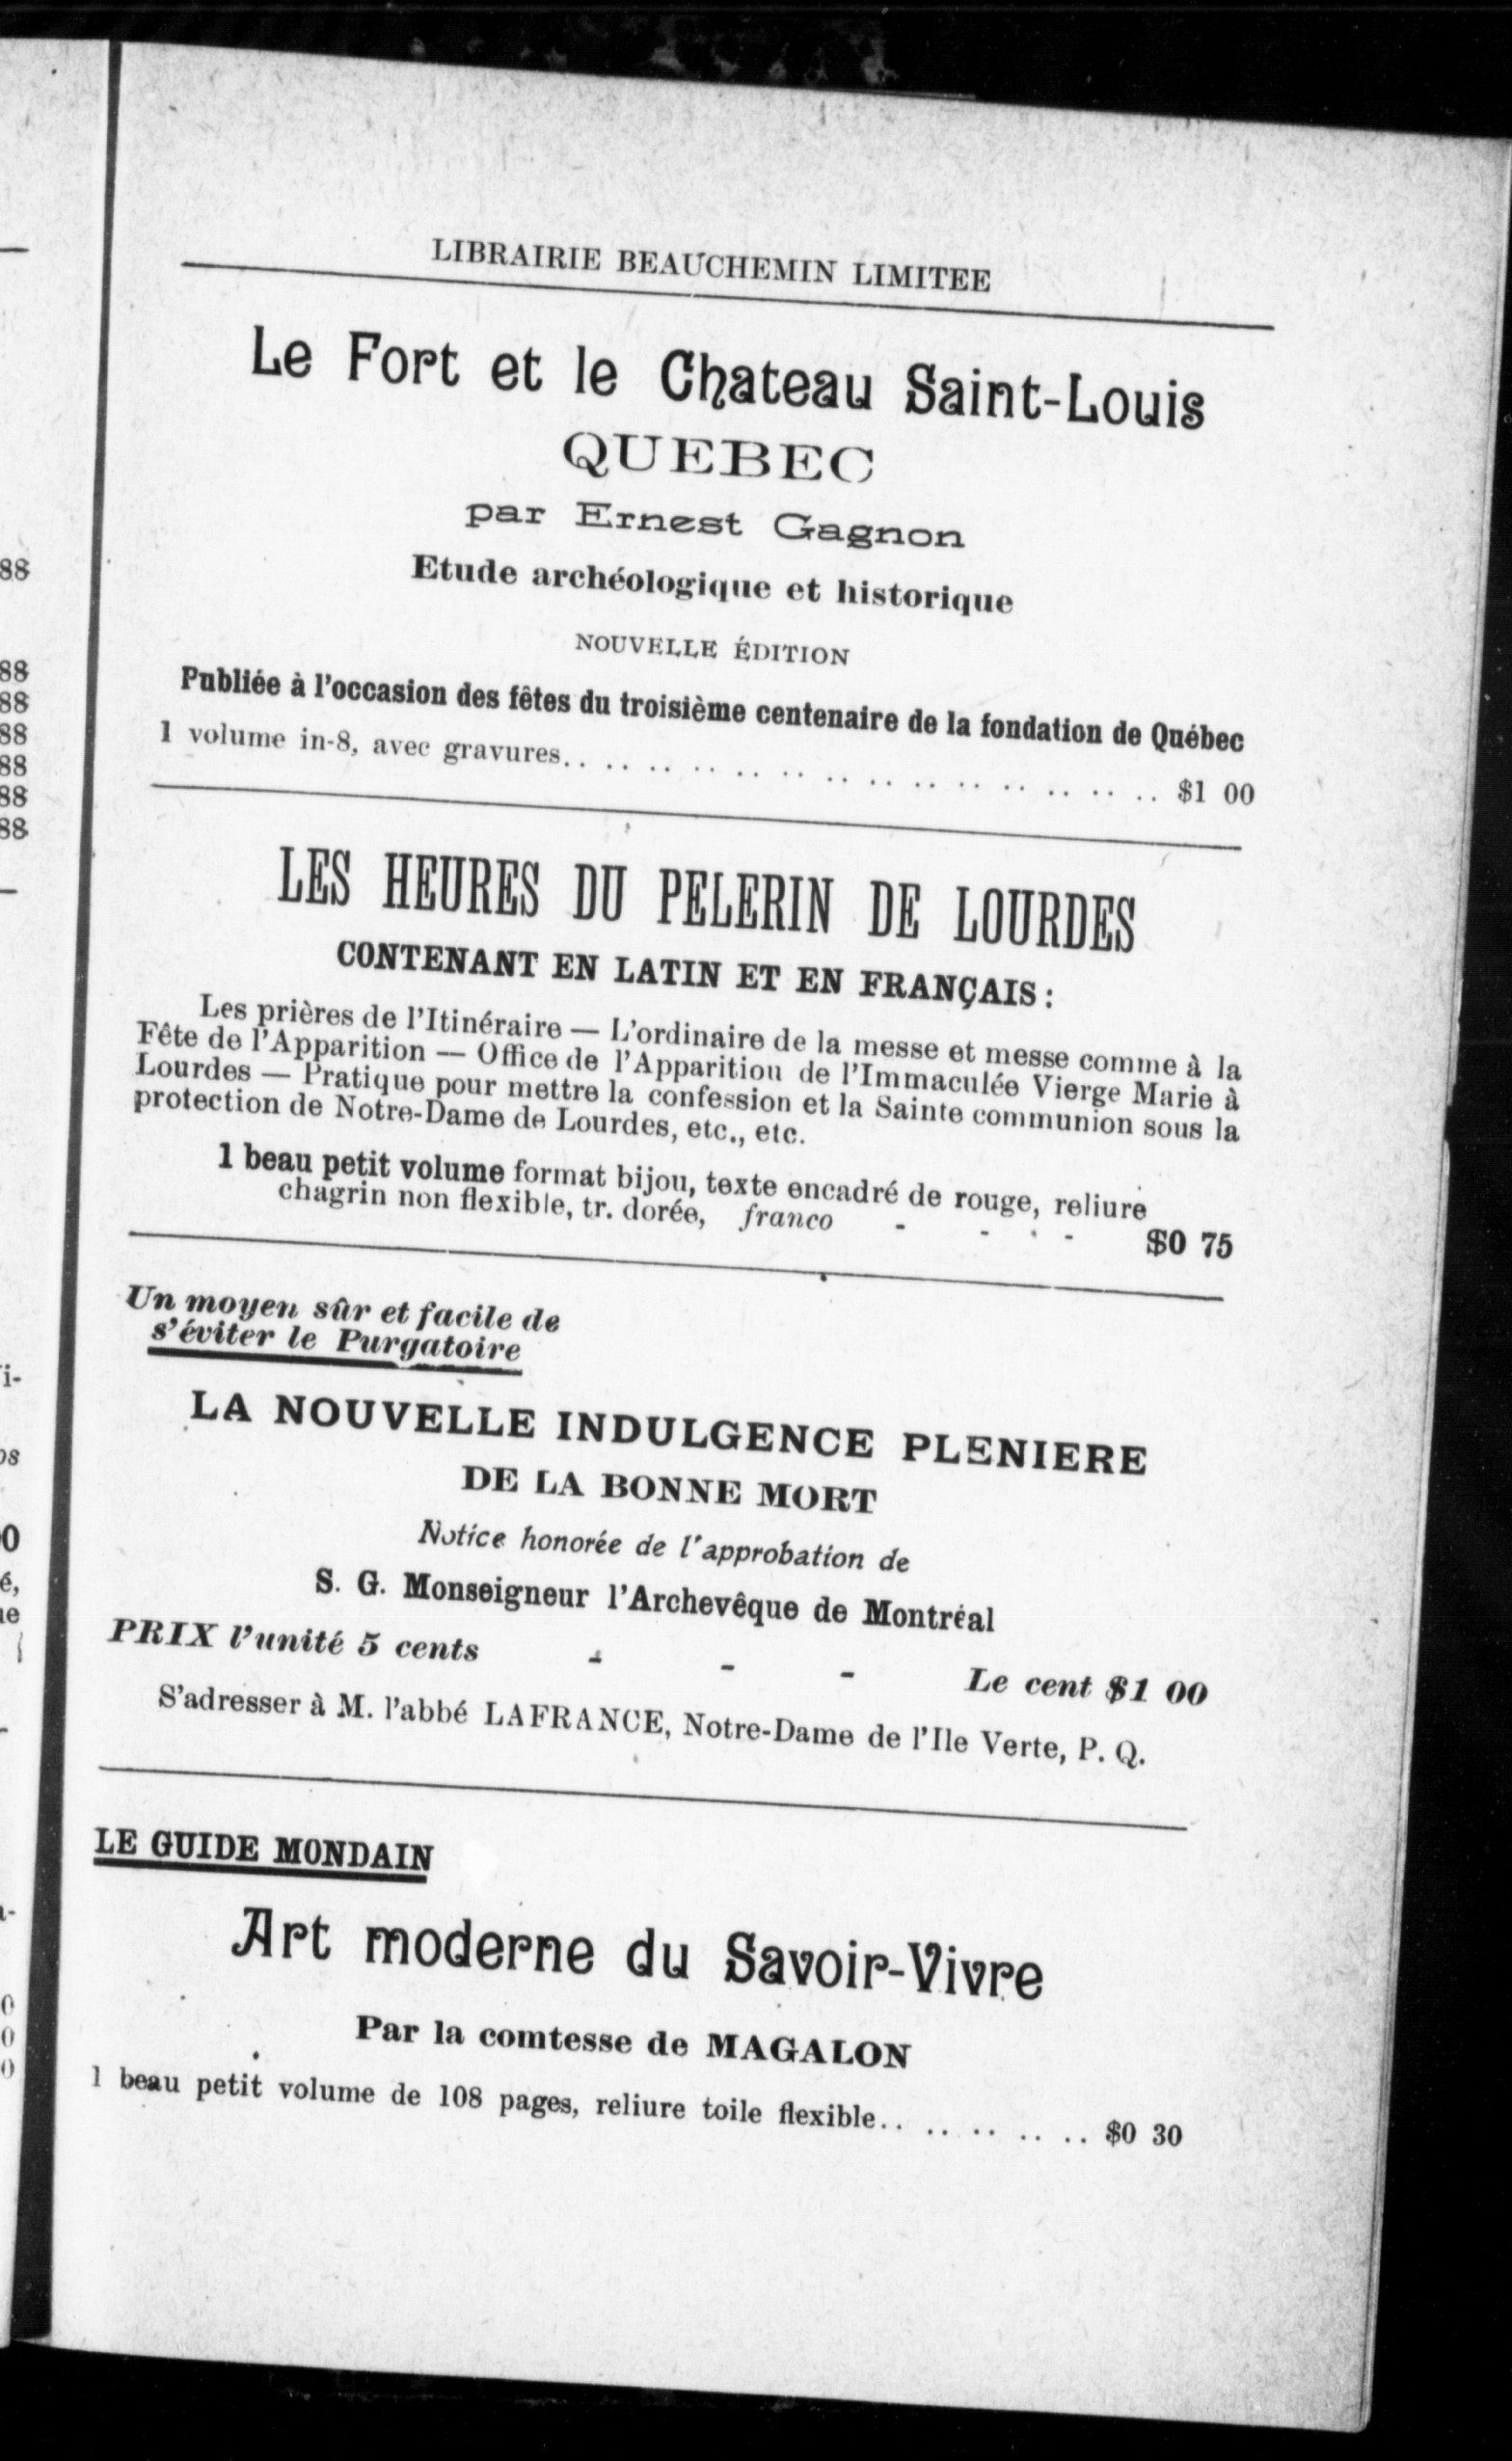 LIBRAIRIE BEAUCHEMIN LIMITEE
Le Fort et le Chateau Saint-Louis
QUEBEC
par Ernest Gagnon
Etude archéologique et historique
NOUVELLE ÉDITION
Publiée à l'occasion des fêtes du troisième centenaire de la fondation de Québec
1 volume in-8, avec gravures.. .. .. .. .. .. .. .. .. .. .. .. .. .. $1 00
LES HEURES DU PELERIN DE LOURDES
CONTENANT EN LATIN ET EN FRANÇAIS :
Les prières de l'Itinéraire — L'ordinaire de la messe et messe comme à la
Fête de l'Apparition — Office de l'Apparition de l'Immaculée Vierge Marie à
Lourdes — Pratique pour mettre la confession et la Sainte communion sous la
protection de Notre-Dame de Lourdes, etc., etc.
1 beau petit volume format bijou, texte encadré de rouge, reliure
chagrin non flexible, tr. dorée, franco - - - - $0 75
Un moyen sûr et facile de
s'éviter le Purgatoire
LA NOUVELLE INDULGENCE PLENIERE
DE LA BONNE MORT
Notice honorée de l'approbation de
S. G. Monseigneur l'Archevêque de Montréal
PRIX l'unité 5 cents - - - Le cent $1 00
S'adresser à M. l'abbé LAFRANCE, Notre-Dame de l'Ile Verte, P. Q.
LE GUIDE MONDAIN
Art moderne du Savoir-Vivre
Par la comtesse de MAGALON
1 beau petit volume de 108 pages, reliure toile flexible.. .. .. .. .. $0 30